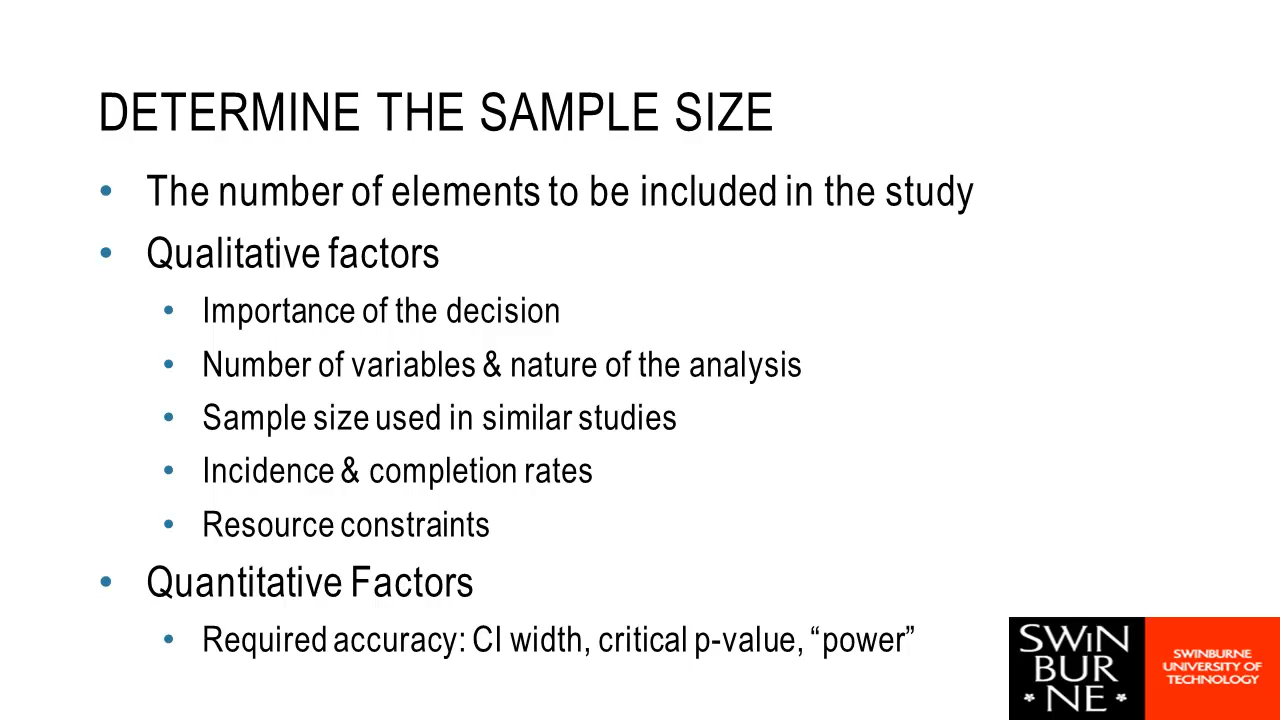 DETERMINE THE SAMPLE SIZE
• The number of elements to be included in the study
• Qualitative factors
• Importance of the decision
• Number of variables & nature of the analysis
• Sample size used in similar studies
• Incidence & completion rates
• Resource constraints
• Quantitative Factors
• Required accuracy: CI width, critical p-value, “power”
SWiN
BUR
* NE *
SWINBURNE
UNIVERSITY OF
TECHNOLOGY